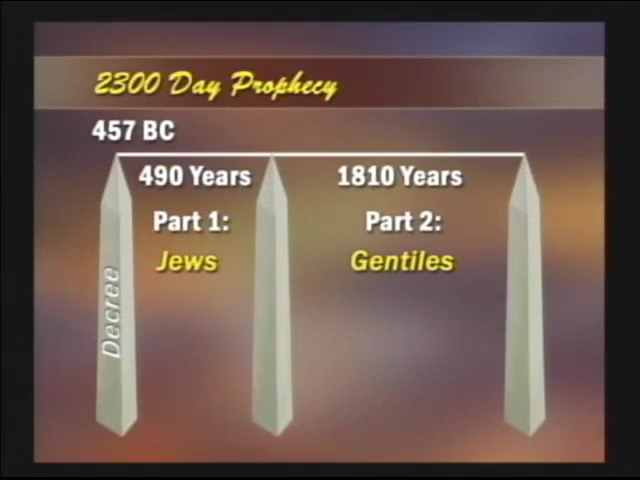 2300 Day Prophecy
457 BC
490 Years
1810 Years
Part 1:
Part 2:
Jews
Gentiles
Decree